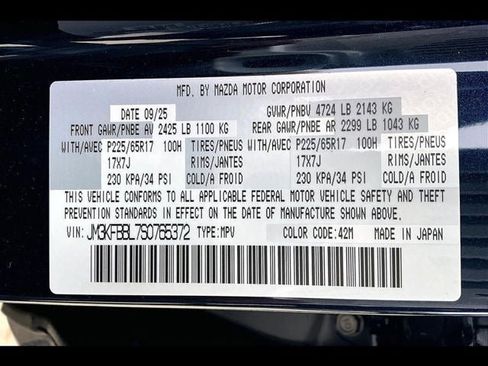 MFD. BY MAZDA MOTOR CORPORATION
DATE 09/25 GVWR/PNBV 4724 LB 2143 KG
FRONT GAWR/PNBE AV 2425 LB 1100 KG REAR GAWR/PNBE AR 2299 LB 1043 KG
WITH/AVEC P225/65R17 100H TIRES/PNEUS WITH/AVEC P225/65R17 100H TIRES/PNEUS
17X7J RIMS/JANTES 17X7J RIMS/JANTES
230 KPA/34 PSI COLD/A FROID 230 KPA/34 PSI COLD/A FROID
THIS VEHICLE CONFORMS TO ALL APPLICABLE FEDERAL MOTOR VEHICLE SAFETY AND THEFT
PREVENTION STANDARDS IN EFFECT ON THE DATE OF MANUFACTURE SHOWN ABOVE.
VIN: JM3KFBBL7S0765372 TYPE:MPV COLOR CODE:42M MADE IN JAPAN